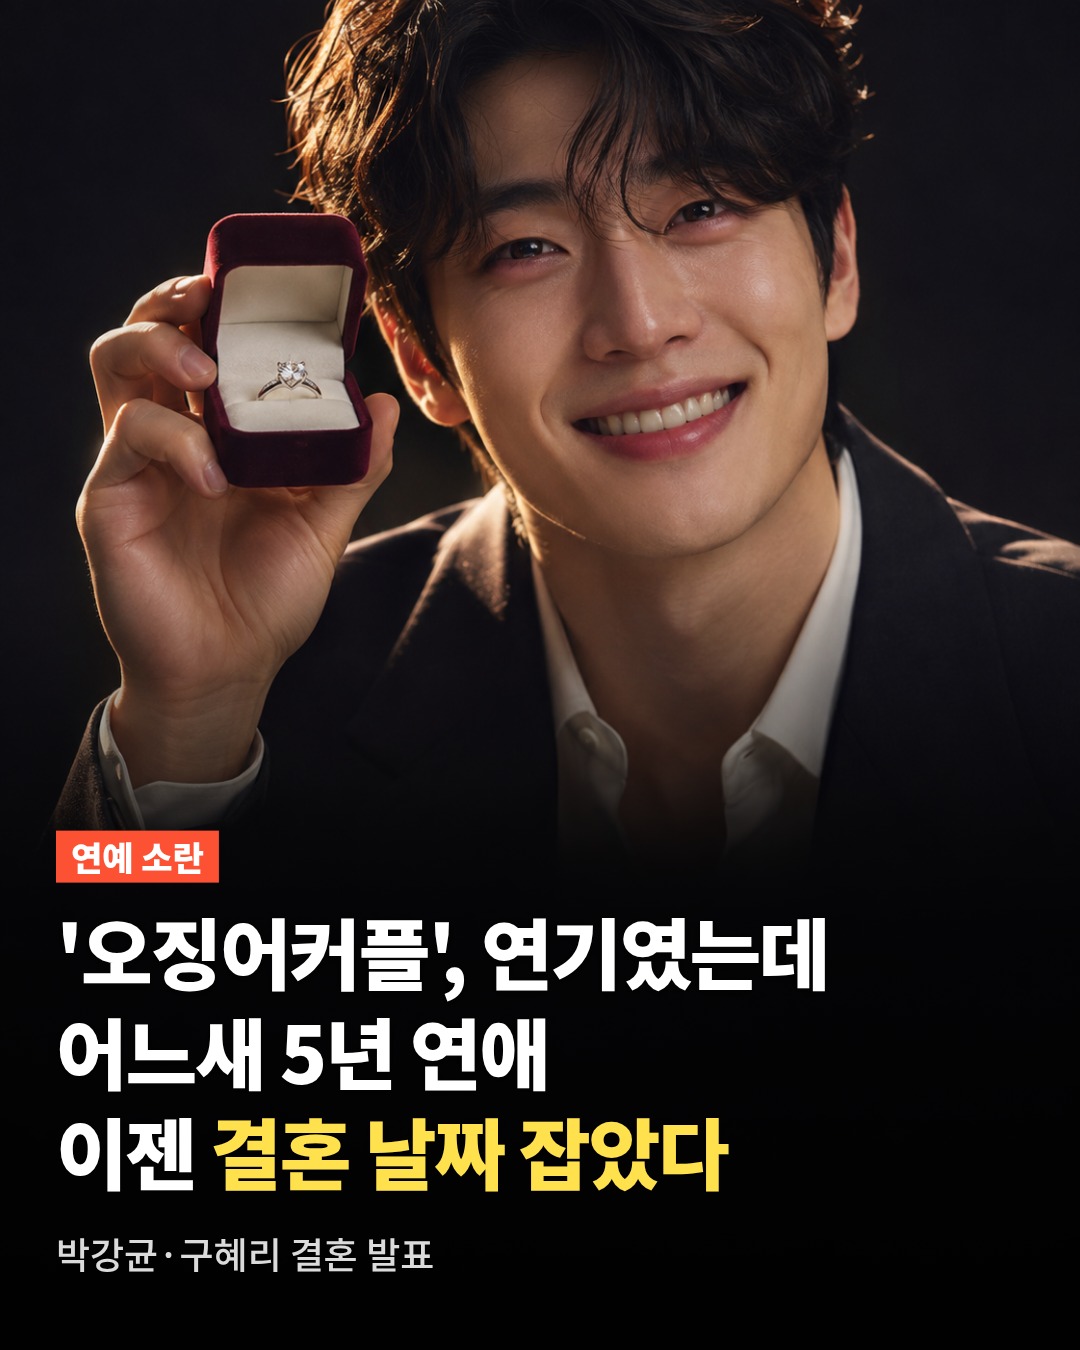 연예 소란
'오징어커플', 연기였는데
어느새 5년 연애
이젠 결혼 날짜 잡았다
박강균·구혜리 결혼 발표